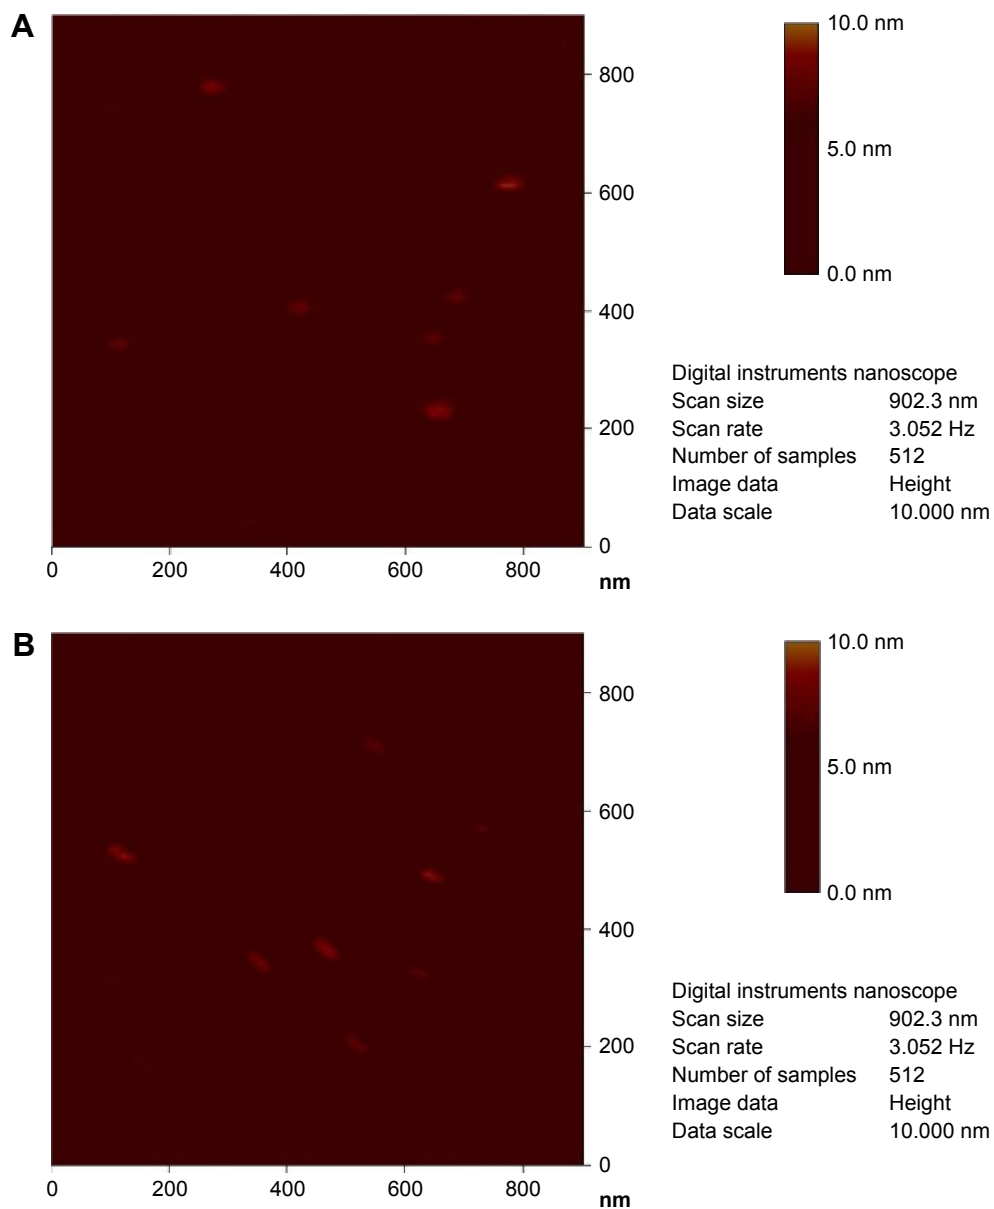 A
800
600
400
200
0
0 200 400 600 800 nm
10.0 nm
5.0 nm
0.0 nm
Digital instruments nanoscope
Scan size 902.3 nm
Scan rate 3.052 Hz
Number of samples 512
Image data Height
Data scale 10.000 nm
B
800
600
400
200
0
0 200 400 600 800 nm
10.0 nm
5.0 nm
0.0 nm
Digital instruments nanoscope
Scan size 902.3 nm
Scan rate 3.052 Hz
Number of samples 512
Image data Height
Data scale 10.000 nm